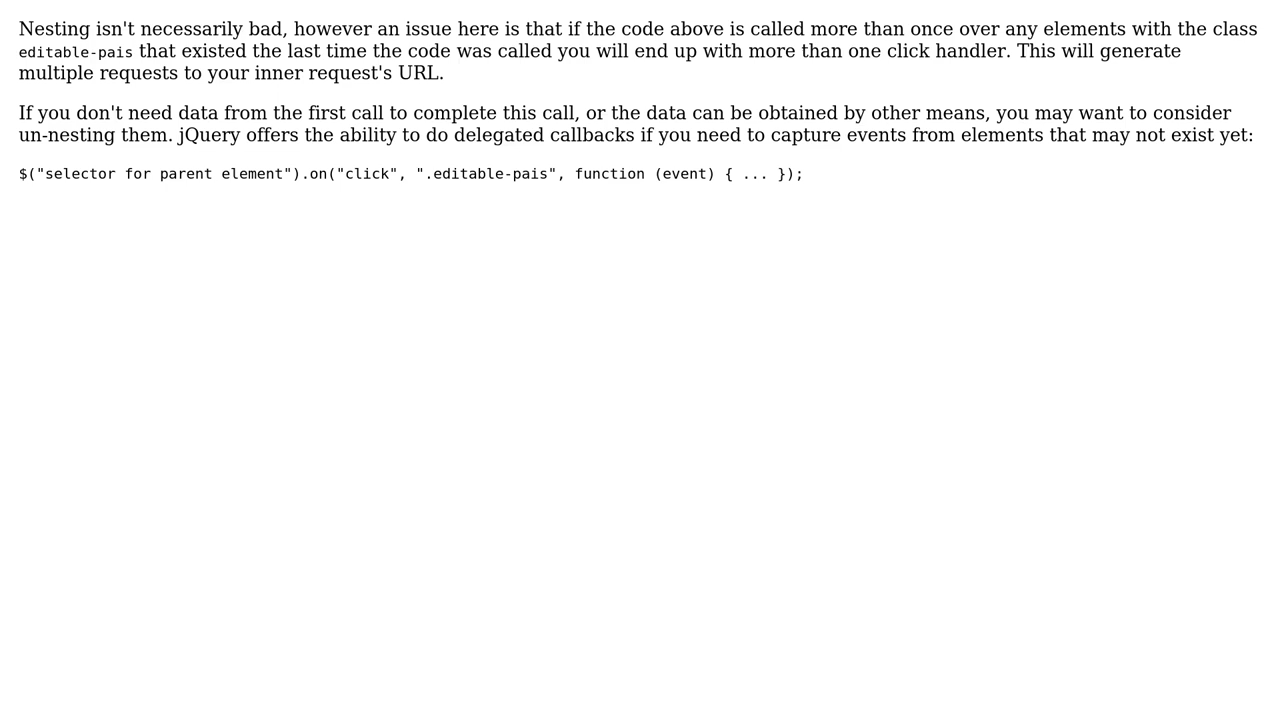 Nesting isn't necessarily bad, however an issue here is that if the code above is called more than once over any elements with the class
editable-pais that existed the last time the code was called you will end up with more than one click handler. This will generate
multiple requests to your inner request's URL.
If you don't need data from the first call to complete this call, or the data can be obtained by other means, you may want to consider
un-nesting them. jQuery offers the ability to do delegated callbacks if you need to capture events from elements that may not exist yet:
$("selector for parent element").on("click", ".editable-pais", function (event) { ... });